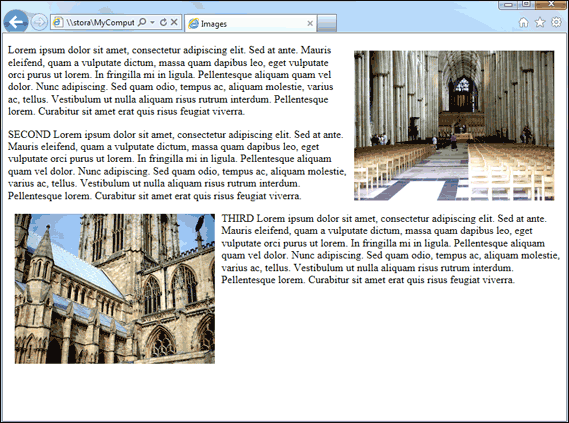 \\stora\MyComput
Images
Lorem ipsum dolor sit amet, consectetur adipiscing elit. Sed at ante. Mauris
eleifend, quam a vulputate dictum, massa quam dapibus leo, eget vulputate
orci purus ut lorem. In fringilla mi in ligula. Pellentesque aliquam quam vel
dolor. Nunc adipiscing. Sed quam odio, tempus ac, aliquam molestie, varius
ac, tellus. Vestibulum ut nulla aliquam risus rutrum interdum. Pellentesque
lorem. Curabitur sit amet erat quis risus feugiat viverra.
SECOND Lorem ipsum dolor sit amet, consectetur adipiscing elit. Sed at ante.
Mauris eleifend, quam a vulputate dictum, massa quam dapibus leo, eget
vulputate orci purus ut lorem. In fringilla mi in ligula. Pellentesque aliquam
quam vel dolor. Nunc adipiscing. Sed quam odio, tempus ac, aliquam molestie,
varius ac, tellus. Vestibulum ut nulla aliquam risus rutrum interdum.
Pellentesque lorem. Curabitur sit amet erat quis risus feugiat viverra.
THIRD Lorem ipsum dolor sit amet, consectetur adipiscing elit. Sed at ante.
Mauris eleifend, quam a vulputate dictum, massa quam dapibus leo, eget
vulputate orci purus ut lorem. In fringilla mi in ligula. Pellentesque aliquam
quam vel dolor. Nunc adipiscing. Sed quam odio, tempus ac, aliquam molestie,
varius ac, tellus. Vestibulum ut nulla aliquam risus rutrum interdum.
Pellentesque lorem. Curabitur sit amet erat quis risus feugiat viverra.